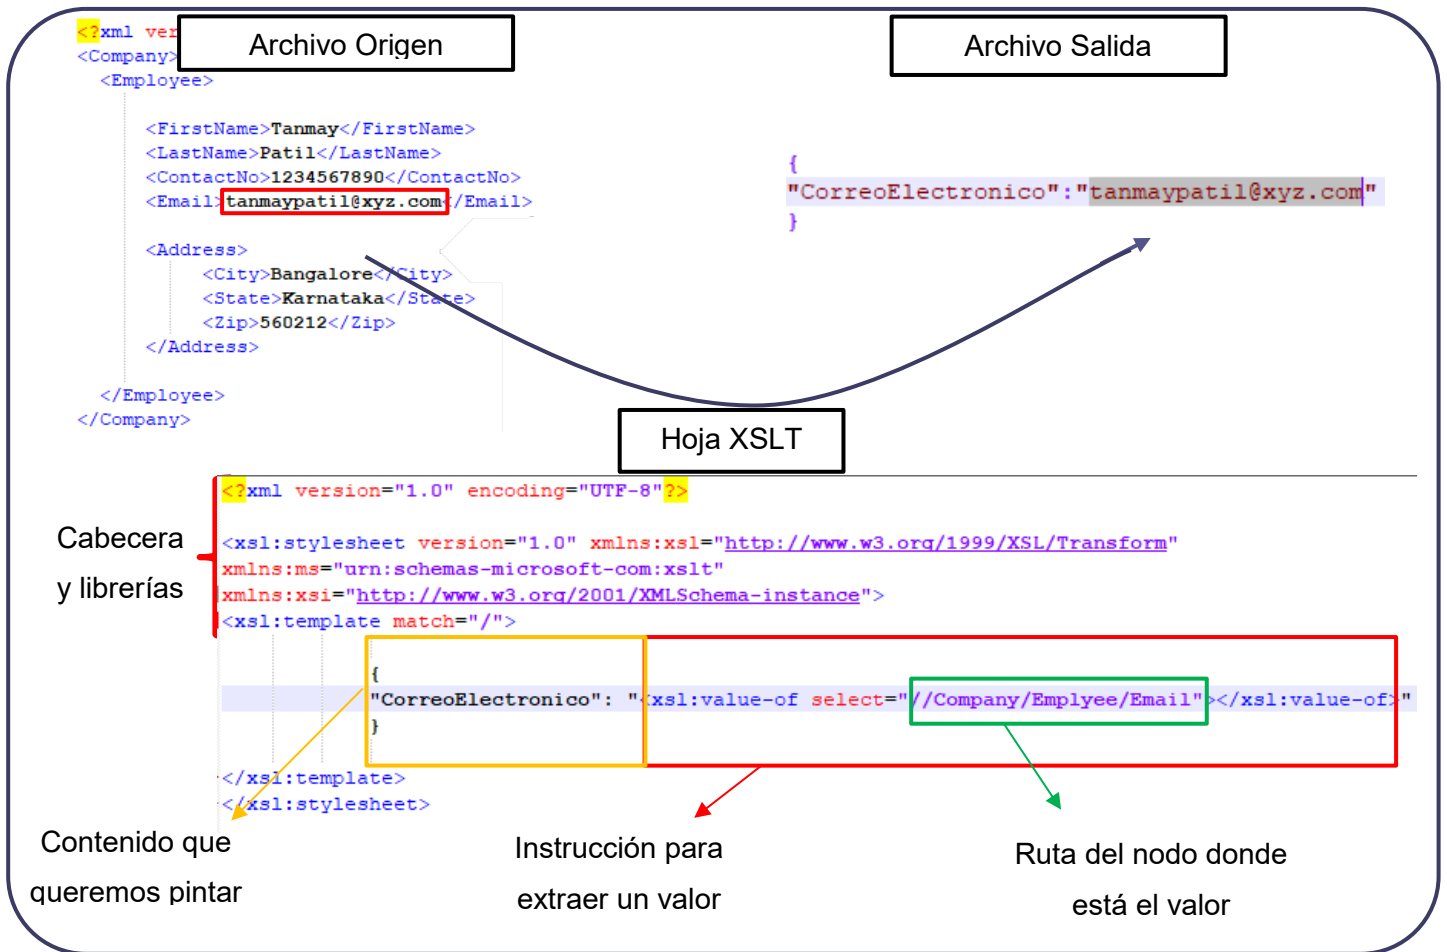 <?xml ver
Archivo Origen
<Company>
<Employee>
<FirstName>Tanmay</FirstName>
<LastName>Patil</LastName>
<ContactNo>1234567890</ContactNo>
<Email>tanmaypatil@xyz.com</Email>
<Address>
<City>Bangalore</City>
<State>Karnataka</State>
<Zip>560212</Zip>
</Address>
</Employee>
</Company>
Archivo Salida
{
"CorreoElectronico":"tanmaypatil@xyz.com"
}
Hoja XSLT
Cabecera
y librerías
<?xml version="1.0" encoding="UTF-8"?>
<xsl:stylesheet version="1.0" xmlns:xsl="http://www.w3.org/1999/XSL/Transform"
xmlns:ms="urn:schemas-microsoft-com:xslt"
xmlns:xsi="http://www.w3.org/2001/XMLSchema-instance">
<xsl:template match="/">
{
"CorreoElectronico": "<xsl:value-of select="//Company/Emplyee/Email"></xsl:value-of>"
}
</xsl:template>
</xsl:stylesheet>
Contenido que
queremos pintar
Instrucción para
extraer un valor
Ruta del nodo donde
está el valor